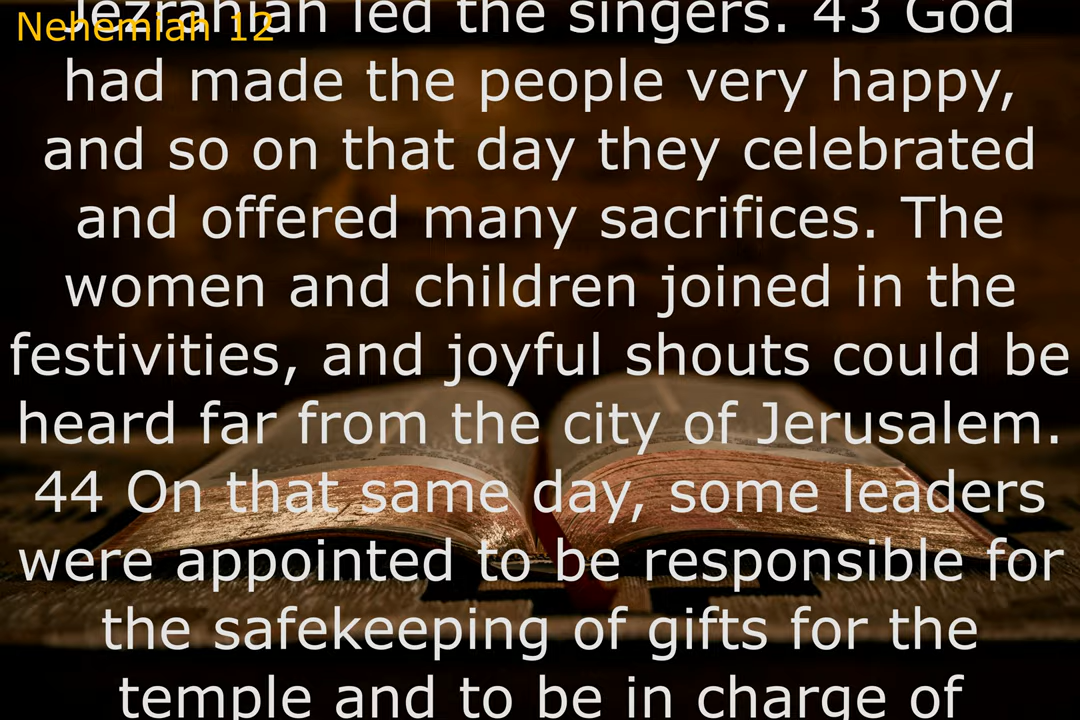 Jezrahiah led the singers. 43 God
Nehemiah 12
had made the people very happy,
and so on that day they celebrated
and offered many sacrifices. The
women and children joined in the
festivities, and joyful shouts could be
heard far from the city of Jerusalem.
44 On that same day, some leaders
were appointed to be responsible for
the safekeeping of gifts for the
temple and to be in charge of